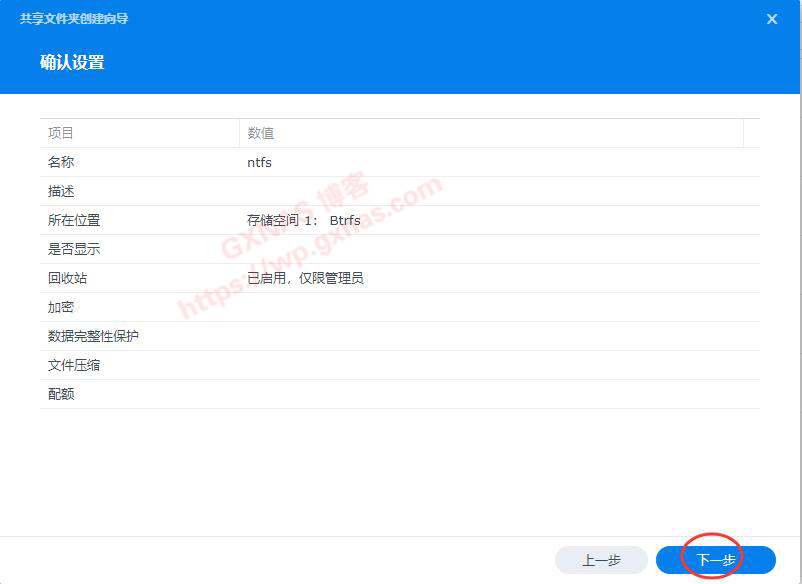 共享文件夹创建向导
确认设置
项目 数值
名称 ntfs
描述
所在位置 存储空间 1： Btrfs
是否显示
回收站 已启用，仅限管理员
加密
数据完整性保护
文件压缩
配额
GXNAS 博客
https://wp.gxnas.com
上一步 下一步